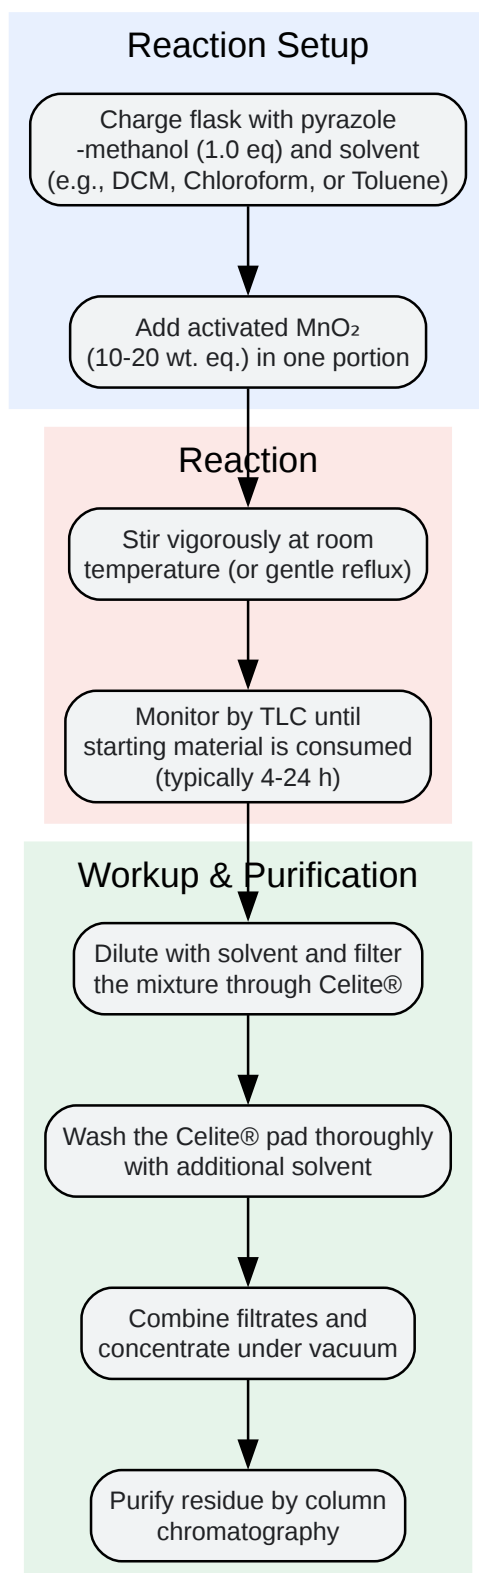 Reaction Setup
Charge flask with pyrazole
-methanol (1.0 eq) and solvent
(e.g., DCM, Chloroform, or Toluene)
Add activated MnO₂
(10-20 wt. eq.) in one portion
Reaction
Stir vigorously at room
temperature (or gentle reflux)
Monitor by TLC until
starting material is consumed
(typically 4-24 h)
Workup & Purification
Dilute with solvent and filter
the mixture through Celite®
Wash the Celite® pad thoroughly
with additional solvent
Combine filtrates and
concentrate under vacuum
Purify residue by column
chromatography